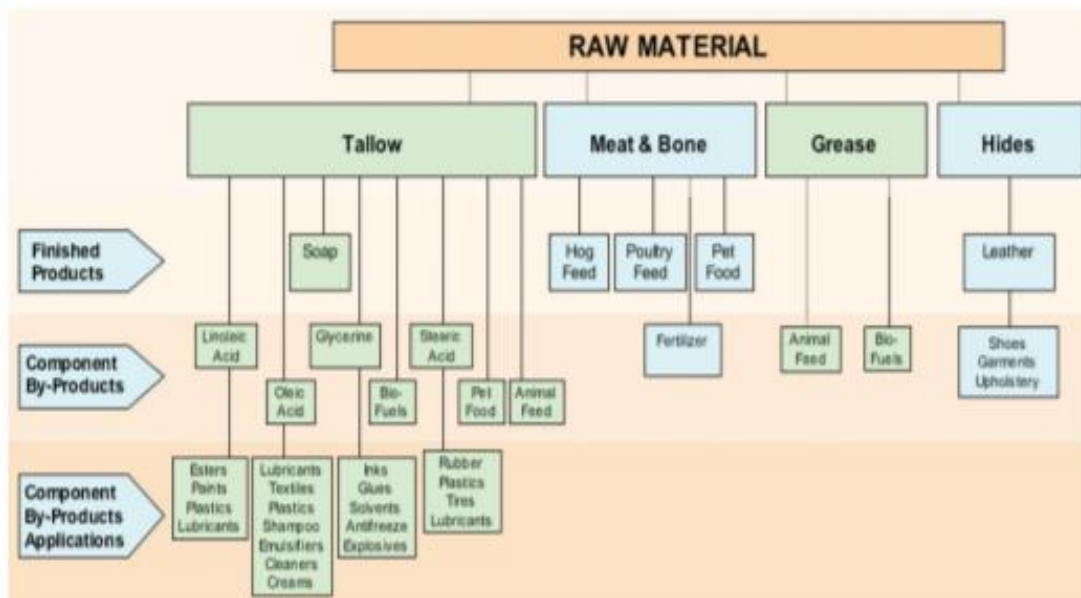 RAW MATERIAL
Tallow
Meat & Bone
Grease
Hides
Finished
Products
Soap
Hog
Feed
Poultry
Feed
Pet
Food
Leather
Component
By-Products
Linoleic
Acid
Oleic
Acid
Glycerine
Bio-
Fuels
Stearic
Acid
Pet
Food
Animal
Feed
Fertilizer
Animal
Feed
Bio-
Fuels
Shoes
Garments
Upholstery
Component
By-Products
Applications
Esters
Paints
Plastics
Lubricants
Lubricants
Textiles
Plastics
Shampoo
Emulsifiers
Cleaners
Creams
Inks
Glues
Solvents
Antifreeze
Explosives
Rubber
Plastics
Tires
Lubricants